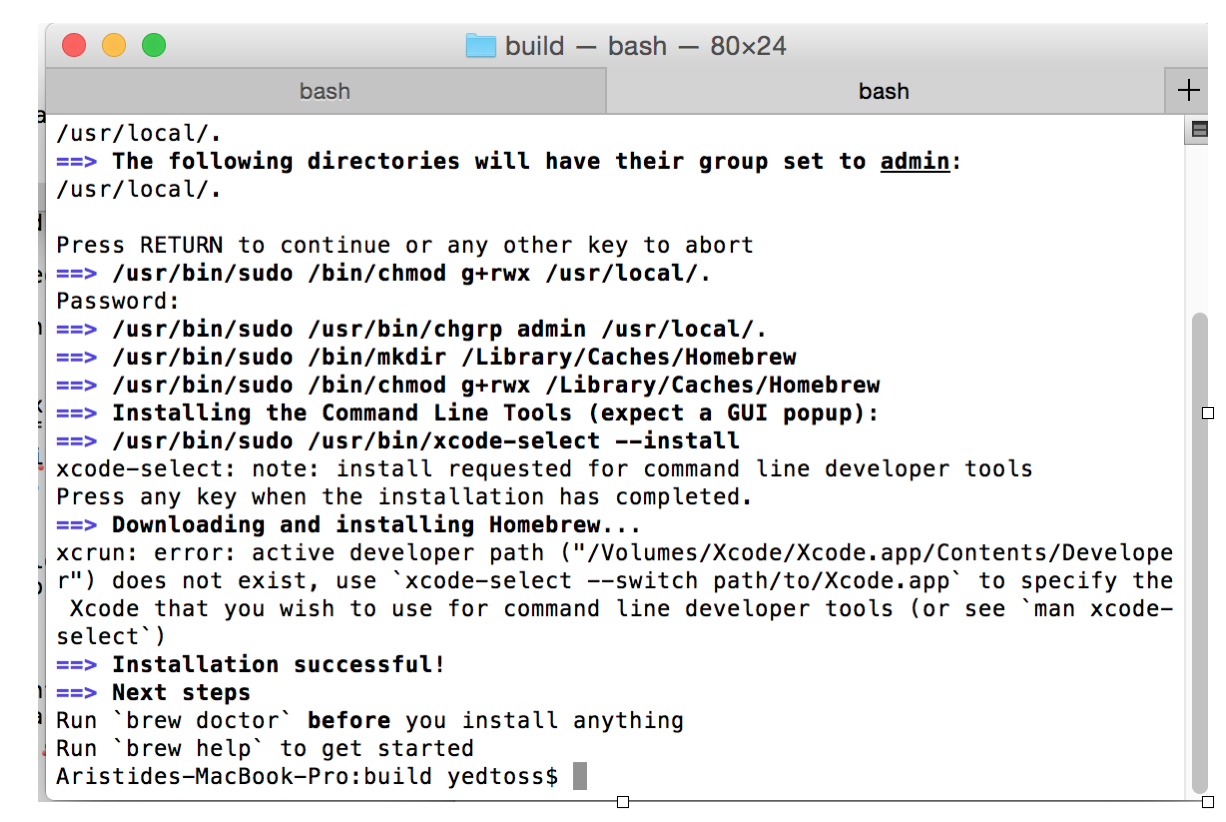 build — bash — 80×24
bash
bash
+
/usr/local/.
==> The following directories will have their group set to admin:
/usr/local/.
Press RETURN to continue or any other key to abort
==> /usr/bin/sudo /bin/chmod g+rwx /usr/local/.
Password:
==> /usr/bin/sudo /usr/bin/chgrp admin /usr/local/.
==> /usr/bin/sudo /bin/mkdir /Library/Caches/Homebrew
==> /usr/bin/sudo /bin/chmod g+rwx /Library/Caches/Homebrew
==> Installing the Command Line Tools (expect a GUI popup):
==> /usr/bin/sudo /usr/bin/xcode-select --install
xcode-select: note: install requested for command line developer tools
Press any key when the installation has completed.
==> Downloading and installing Homebrew...
xcrun: error: active developer path ("/Volumes/Xcode/Xcode.app/Contents/Develope
r") does not exist, use `xcode-select --switch path/to/Xcode.app` to specify the
 Xcode that you wish to use for command line developer tools (or see `man xcode-
select`)
==> Installation successful!
==> Next steps
Run `brew doctor` before you install anything
Run `brew help` to get started
Aristides-MacBook-Pro:build yedtoss$